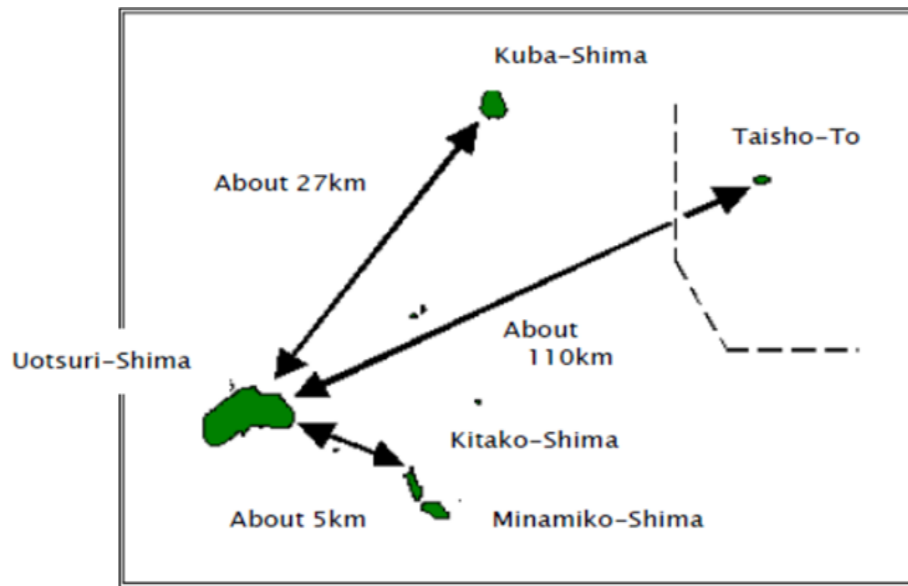 Kuba-Shima
Taisho-To
About 27km
About
110km
Uotsuri-Shima
Kitako-Shima
About 5km
Minamiko-Shima